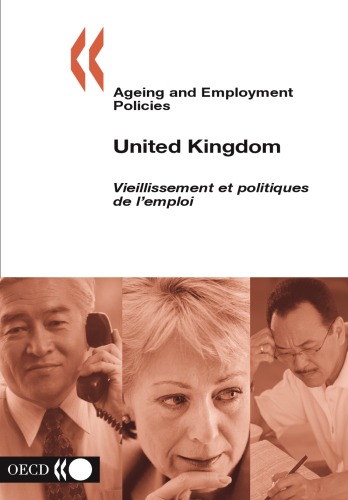 Ageing and Employment
Policies
United Kingdom
Vieillissement et politiques
de l'emploi
OECD